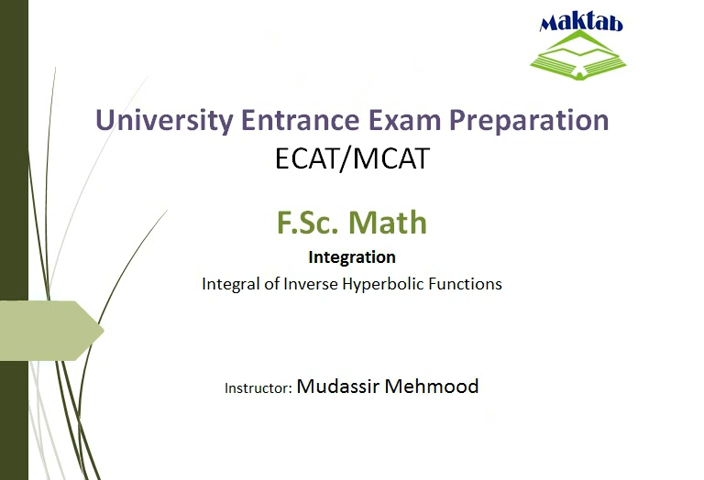 Maktab
University Entrance Exam Preparation
ECAT/MCAT
F.Sc. Math
Integration
Integral of Inverse Hyperbolic Functions
Instructor: Mudassir Mehmood